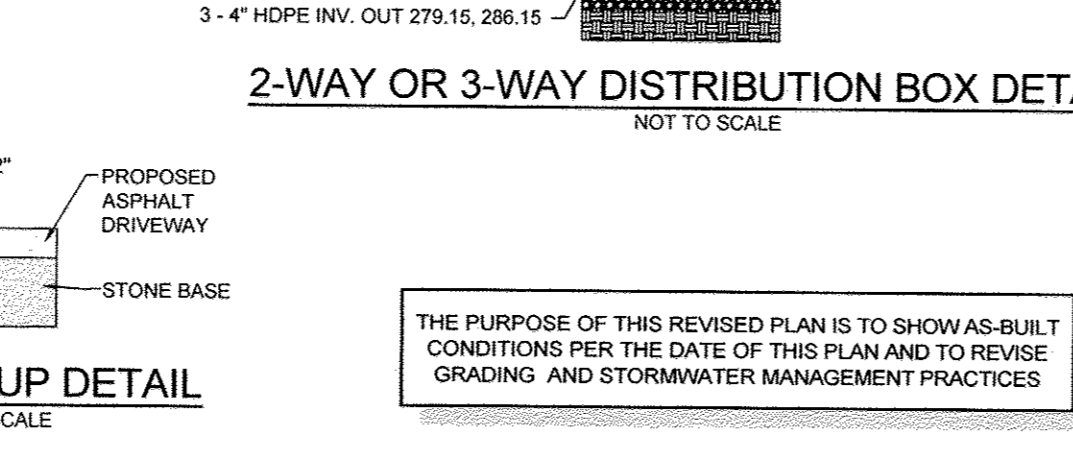 3 - 4" HDPE INV. OUT 279.15, 286.15
2-WAY OR 3-WAY DISTRIBUTION BOX DETA
NOT TO SCALE
2"
PROPOSED
ASPHALT
DRIVEWAY
STONE BASE
UP DETAIL
CALE
THE PURPOSE OF THIS REVISED PLAN IS TO SHOW AS-BUILT
CONDITIONS PER THE DATE OF THIS PLAN AND TO REVISE
GRADING AND STORMWATER MANAGEMENT PRACTICES